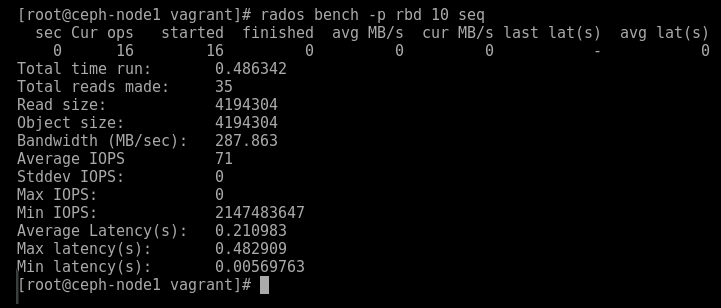 [root@ceph-node1 vagrant]# rados bench -p rbd 10 seq
  sec Cur ops   started  finished  avg MB/s  cur MB/s last lat(s)  avg lat(s)
    0      16        16         0         0         0           -           0
Total time run:       0.486342
Total reads made:     35
Read size:            4194304
Object size:          4194304
Bandwidth (MB/sec):   287.863
Average IOPS          71
Stddev IOPS:          0
Max IOPS:             0
Min IOPS:             2147483647
Average Latency(s):   0.210983
Max latency(s):       0.482909
Min latency(s):       0.00569763
[root@ceph-node1 vagrant]#